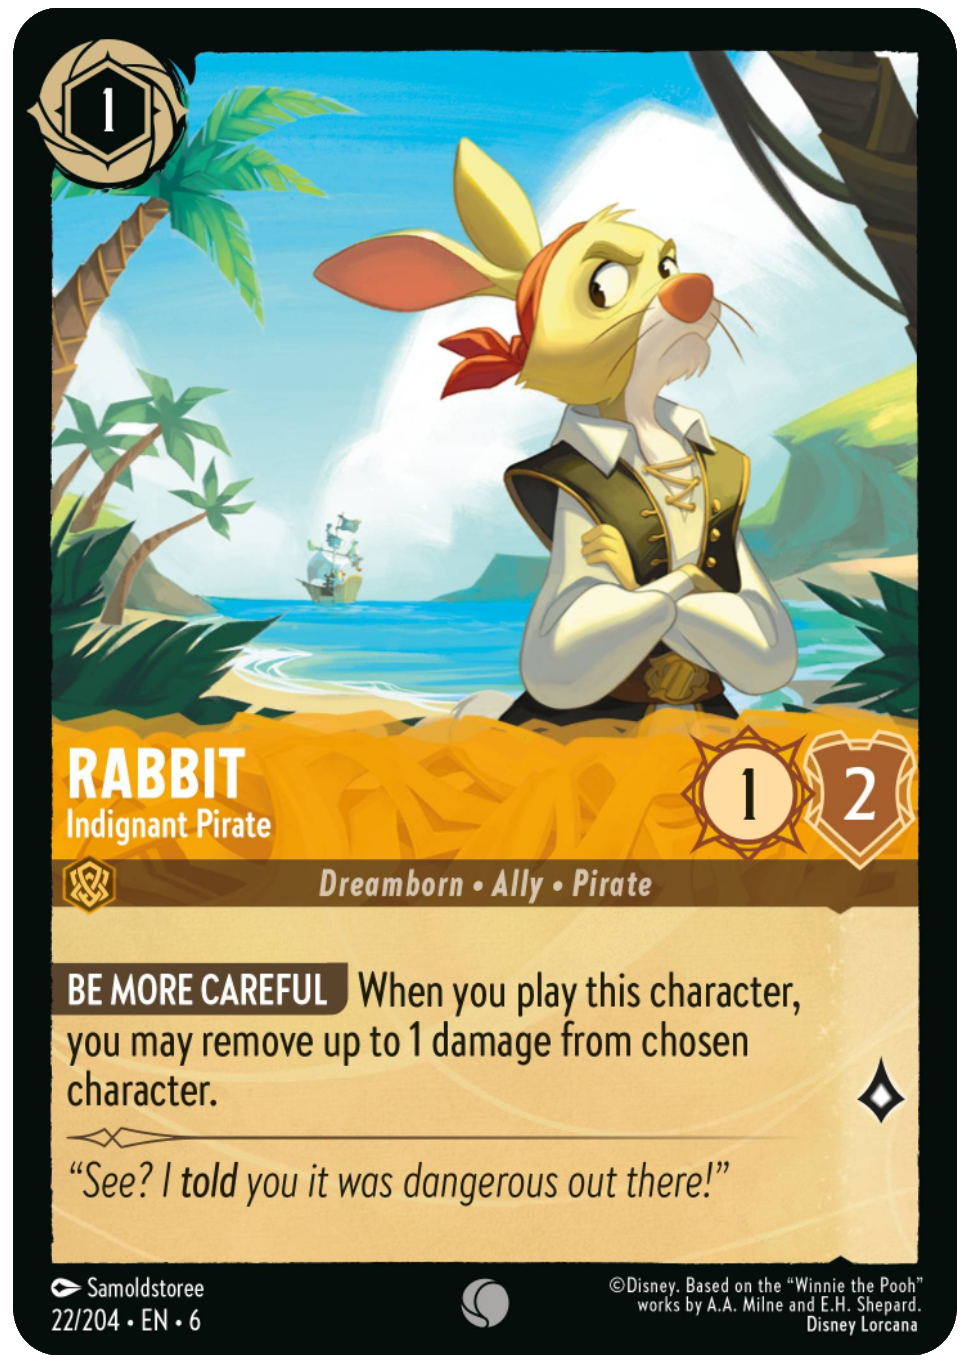 1
RABBIT
Indignant Pirate
1 2
Dreamborn • Ally • Pirate
BE MORE CAREFUL When you play this character,
you may remove up to 1 damage from chosen
character.
“See? I told you it was dangerous out there!”
Samoldstoree
22/204 • EN • 6
©Disney. Based on the “Winnie the Pooh”
works by A.A. Milne and E.H. Shepard.
Disney Lorcana